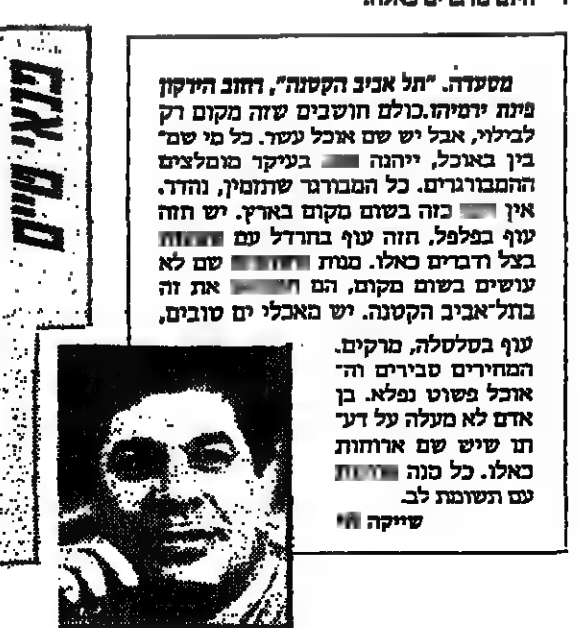 פנאי
חיים
מסעדה. "תל אביב הקטנה", רחוב הירקון
פינת ירמיהו.כולם חושבים שזה מקום רק
לבילוי, אבל יש שם אוכל עשר. כל מי שמ־
בין באוכל, ייהנה בעיקר מומלצים
ההמבורגרים. כל המבורגר שתזמין, נהדר.
אין כזה בשום מקום בארץ. יש חזה
עוף בפלפל, חזה עוף בחרדל עם
בצל ודברים כאלו. מנות שם לא
עושים בשום מקום, הם את זה
בתל־אביב הקטנה. יש מאכלי ים טובים,
עוף בסלסלה, מרקים.
המחירים סבירים וה־
אוכל פשוט נפלא. בן
אדם לא מעלה על דע־
תו שיש שם ארוחות
כאלו. כל מנה
עם תשומת לב.
שייקה